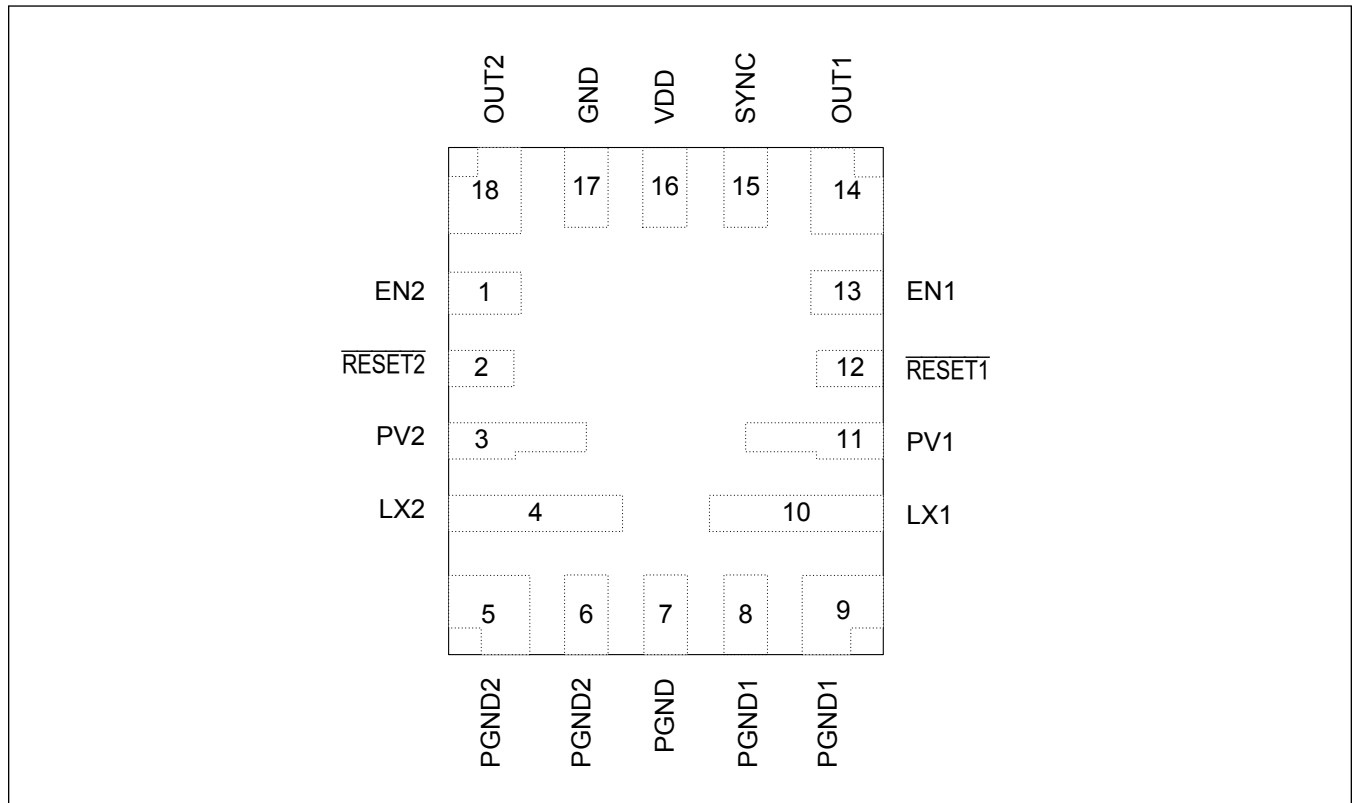 OUT2 GND VDD SYNC OUT1
18 17 16 15 14
EN2 1 13 EN1
RESET2 2 12 RESET1
PV2 3 11 PV1
LX2 4 10 LX1
5 6 7 8 9
PGND2 PGND2 PGND PGND1 PGND1